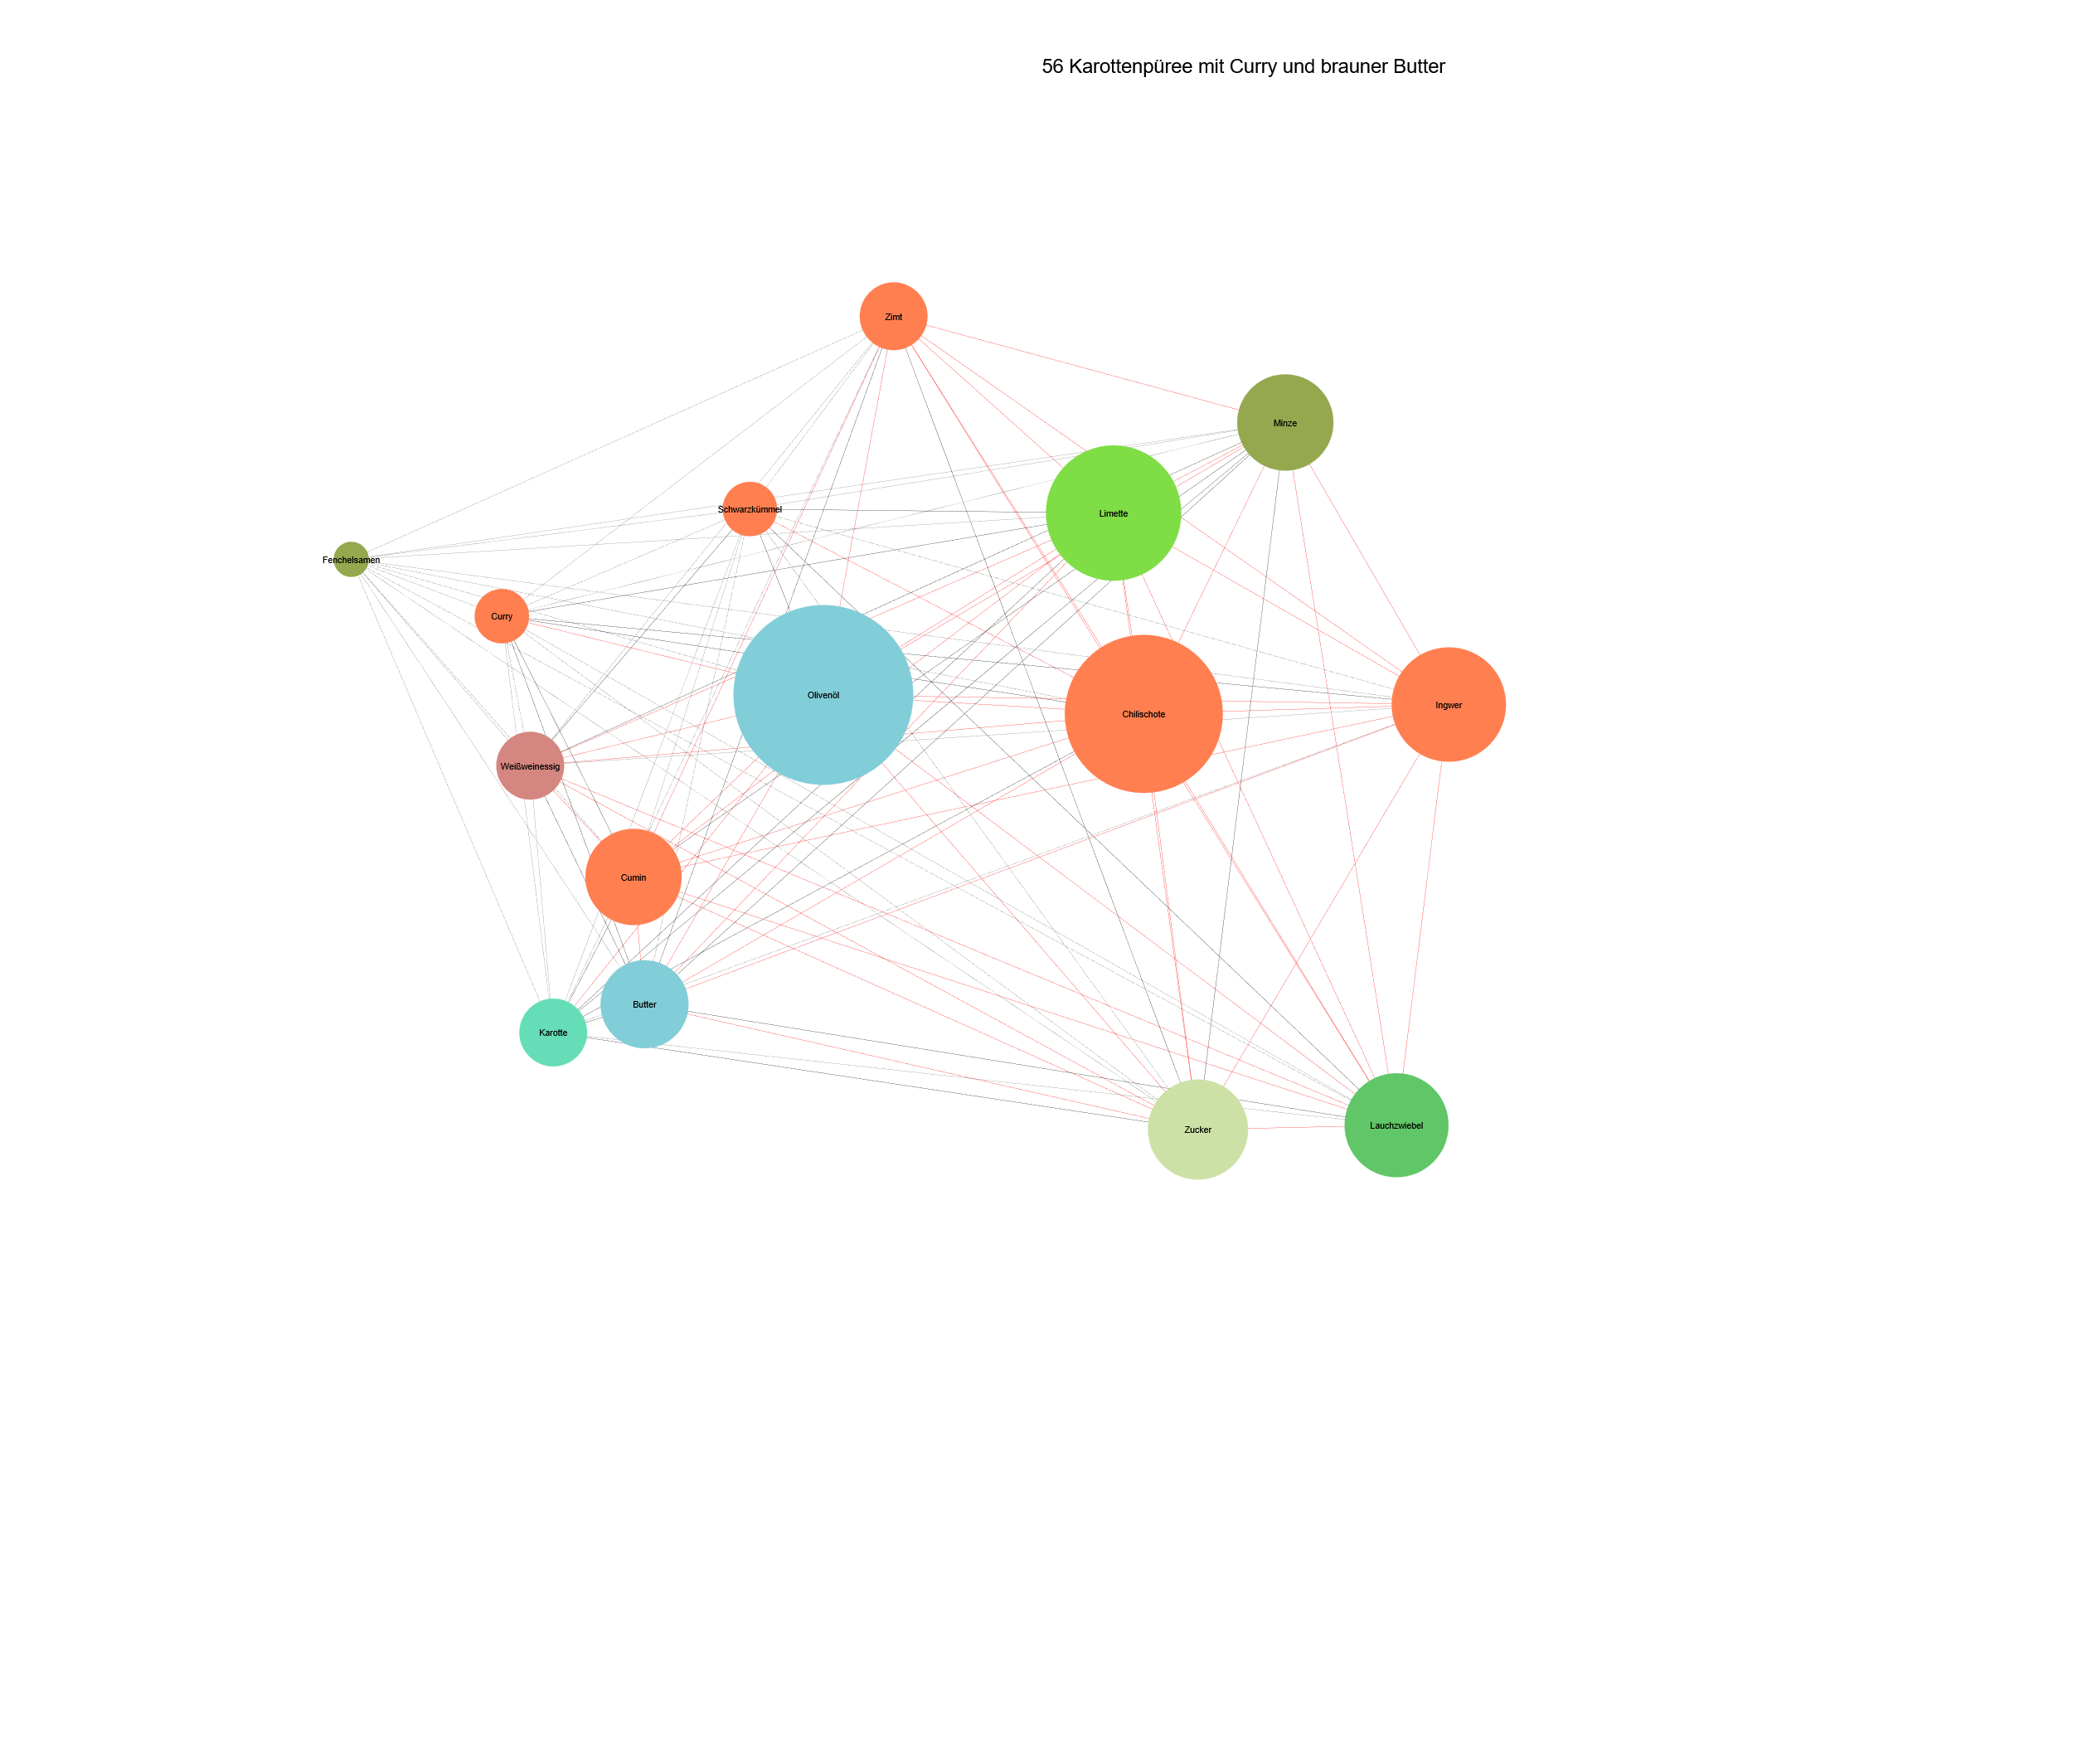 56 Karottenpüree mit Curry und brauner Butter
Zimt
Minze
Schwarzkümmel
Limette
Fenchelsamen
Curry
Olivenöl
Chilischote
Ingwer
Weißweinessig
Cumin
Butter
Karotte
Zucker
Lauchzwiebel